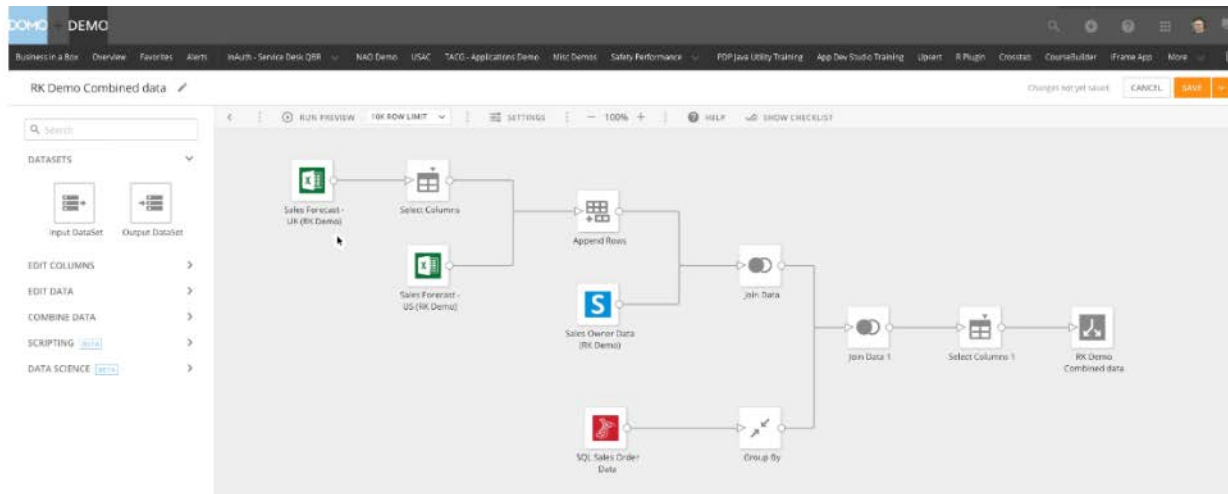 DOMO + DEMO
Business in a Box Overview Favorites Alerts InAuth - Service Desk QBR NAO Demo USAC TACG - Applications Demo Misc Demos Safety Performance PDP Java Utility Training App Dev Studio Training Upsert R Plugin Crosstab CourseBuilder iFrame App More
RK Demo Combined data
Changes not yet saved CANCEL SAVE
Search
RUN PREVIEW 10K ROW LIMIT SETTINGS — 100% + HELP SHOW CHECKLIST
DATASETS
Input DataSet Output DataSet
EDIT COLUMNS
EDIT DATA
COMBINE DATA
SCRIPTING BETA
DATA SCIENCE BETA
Sales Forecast -
UK (RK Demo)
Select Columns
Sales Forecast -
US (RK Demo)
Append Rows
S
Sales Owner Data
(RK Demo)
Join Data
SQL Sales Order
Data
Group By
Join Data 1
Select Columns 1
RK Demo
Combined data